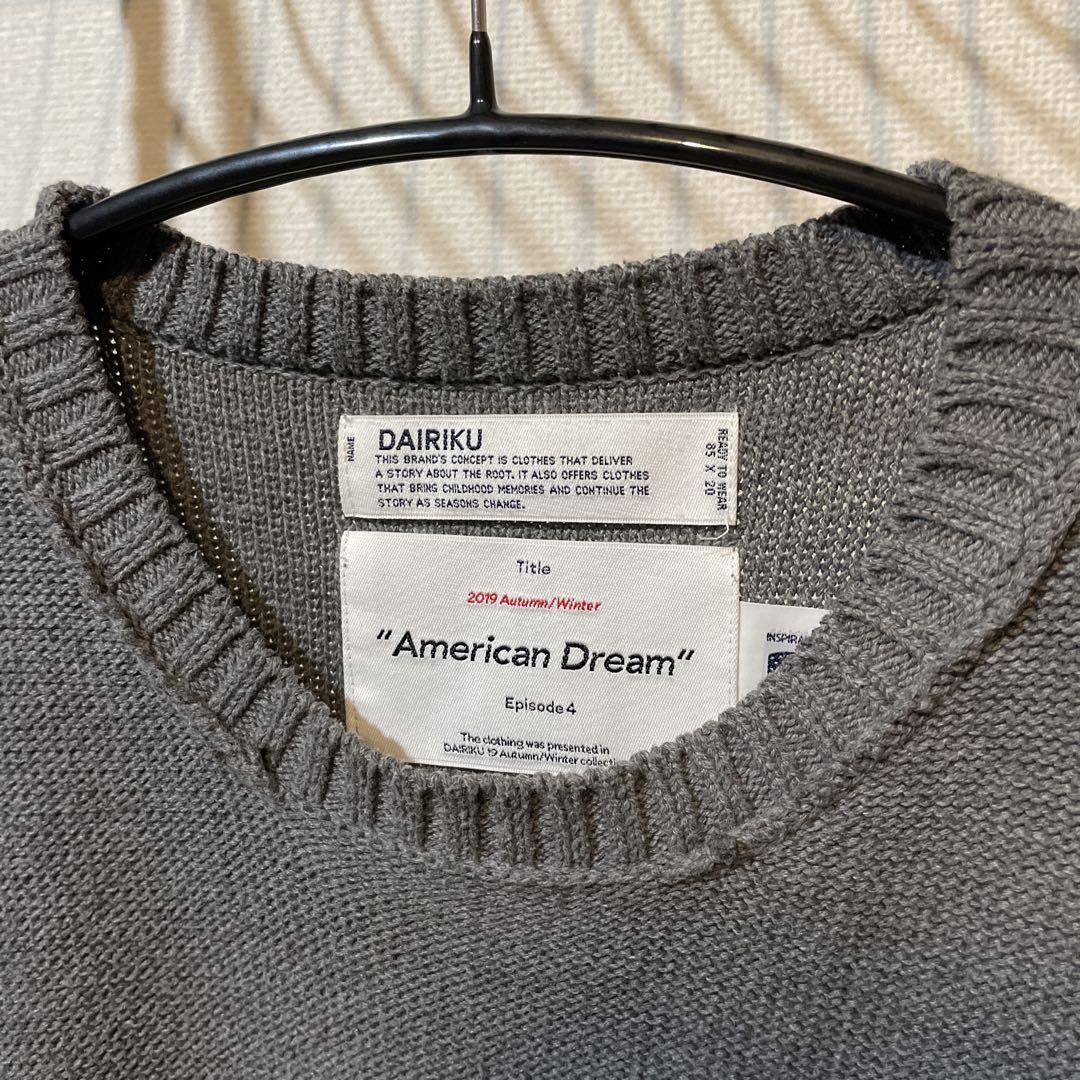 NAME
DAIRIKU
THIS BRAND'S CONCEPT IS CLOTHES THAT DELIVER
A STORY ABOUT THE ROOT. IT ALSO OFFERS CLOTHES
THAT BRING CHILDHOOD MEMORIES AND CONTINUE THE
STORY AS SEASONS CHANGE.
READY TO WEAR
85 X 20
Title
2019 Autumn/Winter
"American Dream"
Episode 4
The clothing was presented in
DAIRIKU 19 Autumn/Winter